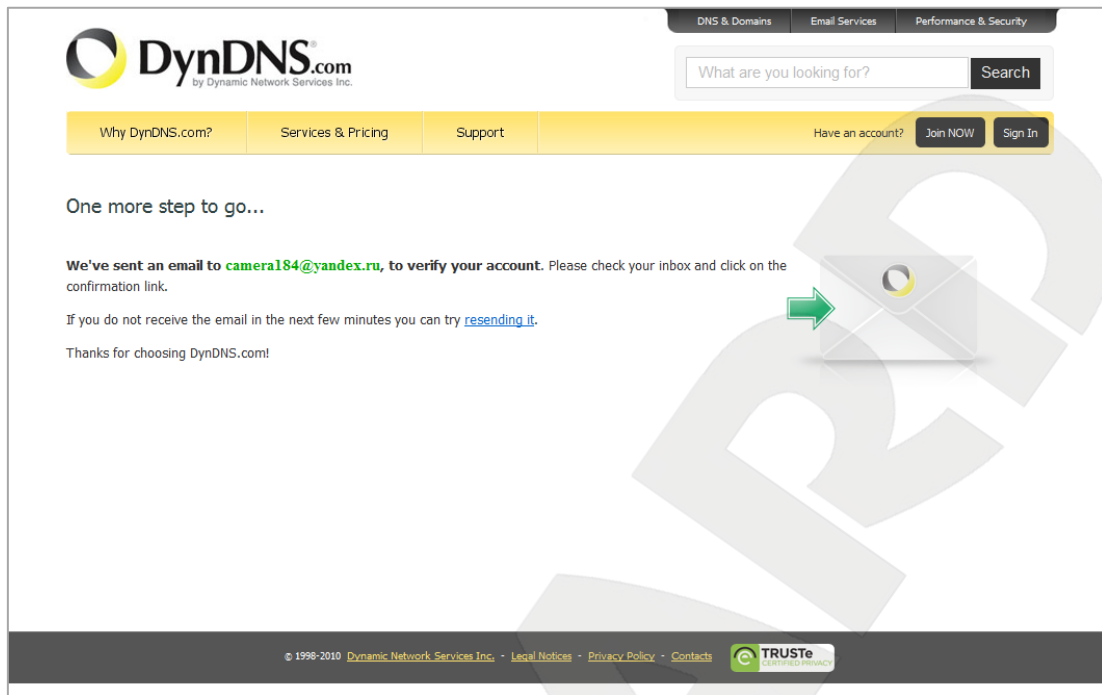 DNS & Domains Email Services Performance & Security
DynDNS.com
by Dynamic Network Services Inc.
What are you looking for? Search
Why DynDNS.com? Services & Pricing Support Have an account? Join NOW Sign In
One more step to go...
We've sent an email to camera184@yandex.ru, to verify your account. Please check your inbox and click on the
confirmation link.
If you do not receive the email in the next few minutes you can try resending it.
Thanks for choosing DynDNS.com!
© 1998-2010 Dynamic Network Services Inc. - Legal Notices - Privacy Policy - Contacts
TRUSTe
CERTIFIED PRIVACY